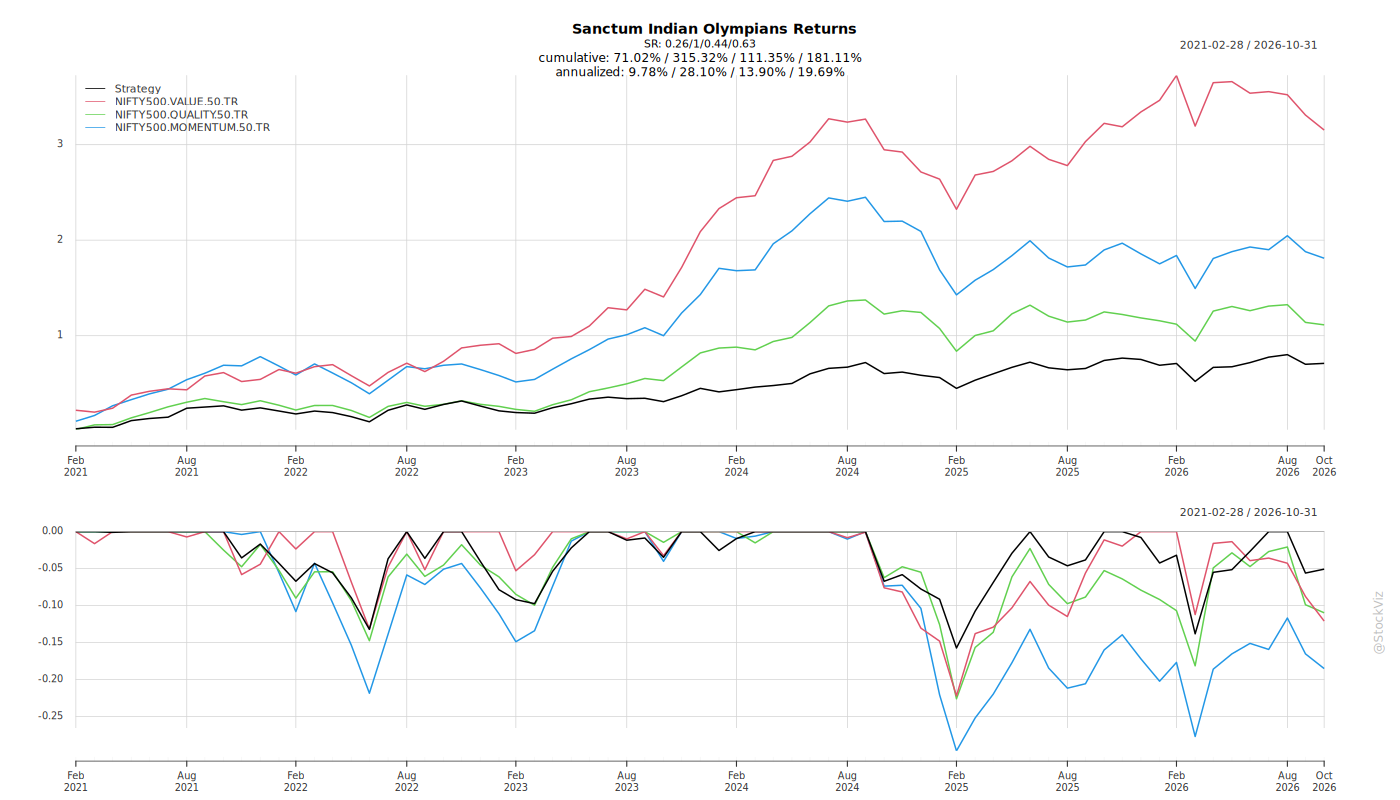 Sanctum Indian Olympians Returns
SR: 0.26/1/0.44/0.63
cumulative: 71.02% / 315.32% / 111.35% / 181.11%
annualized: 9.78% / 28.10% / 13.90% / 19.69%
2021-02-28 / 2026-10-31
Strategy
NIFTY500.VALUE.50.TR
NIFTY500.QUALITY.50.TR
NIFTY500.MOMENTUM.50.TR
3
2
1
Feb Aug Feb Aug Feb Aug Feb Aug Feb Aug Feb Aug Oct
2021 2021 2022 2022 2023 2023 2024 2024 2025 2025 2026 2026 2026
2021-02-28 / 2026-10-31
0.00
-0.05
-0.10
-0.15
-0.20
-0.25
Feb Aug Feb Aug Feb Aug Feb Aug Feb Aug Feb Aug Oct
2021 2021 2022 2022 2023 2023 2024 2024 2025 2025 2026 2026 2026
@StockViz